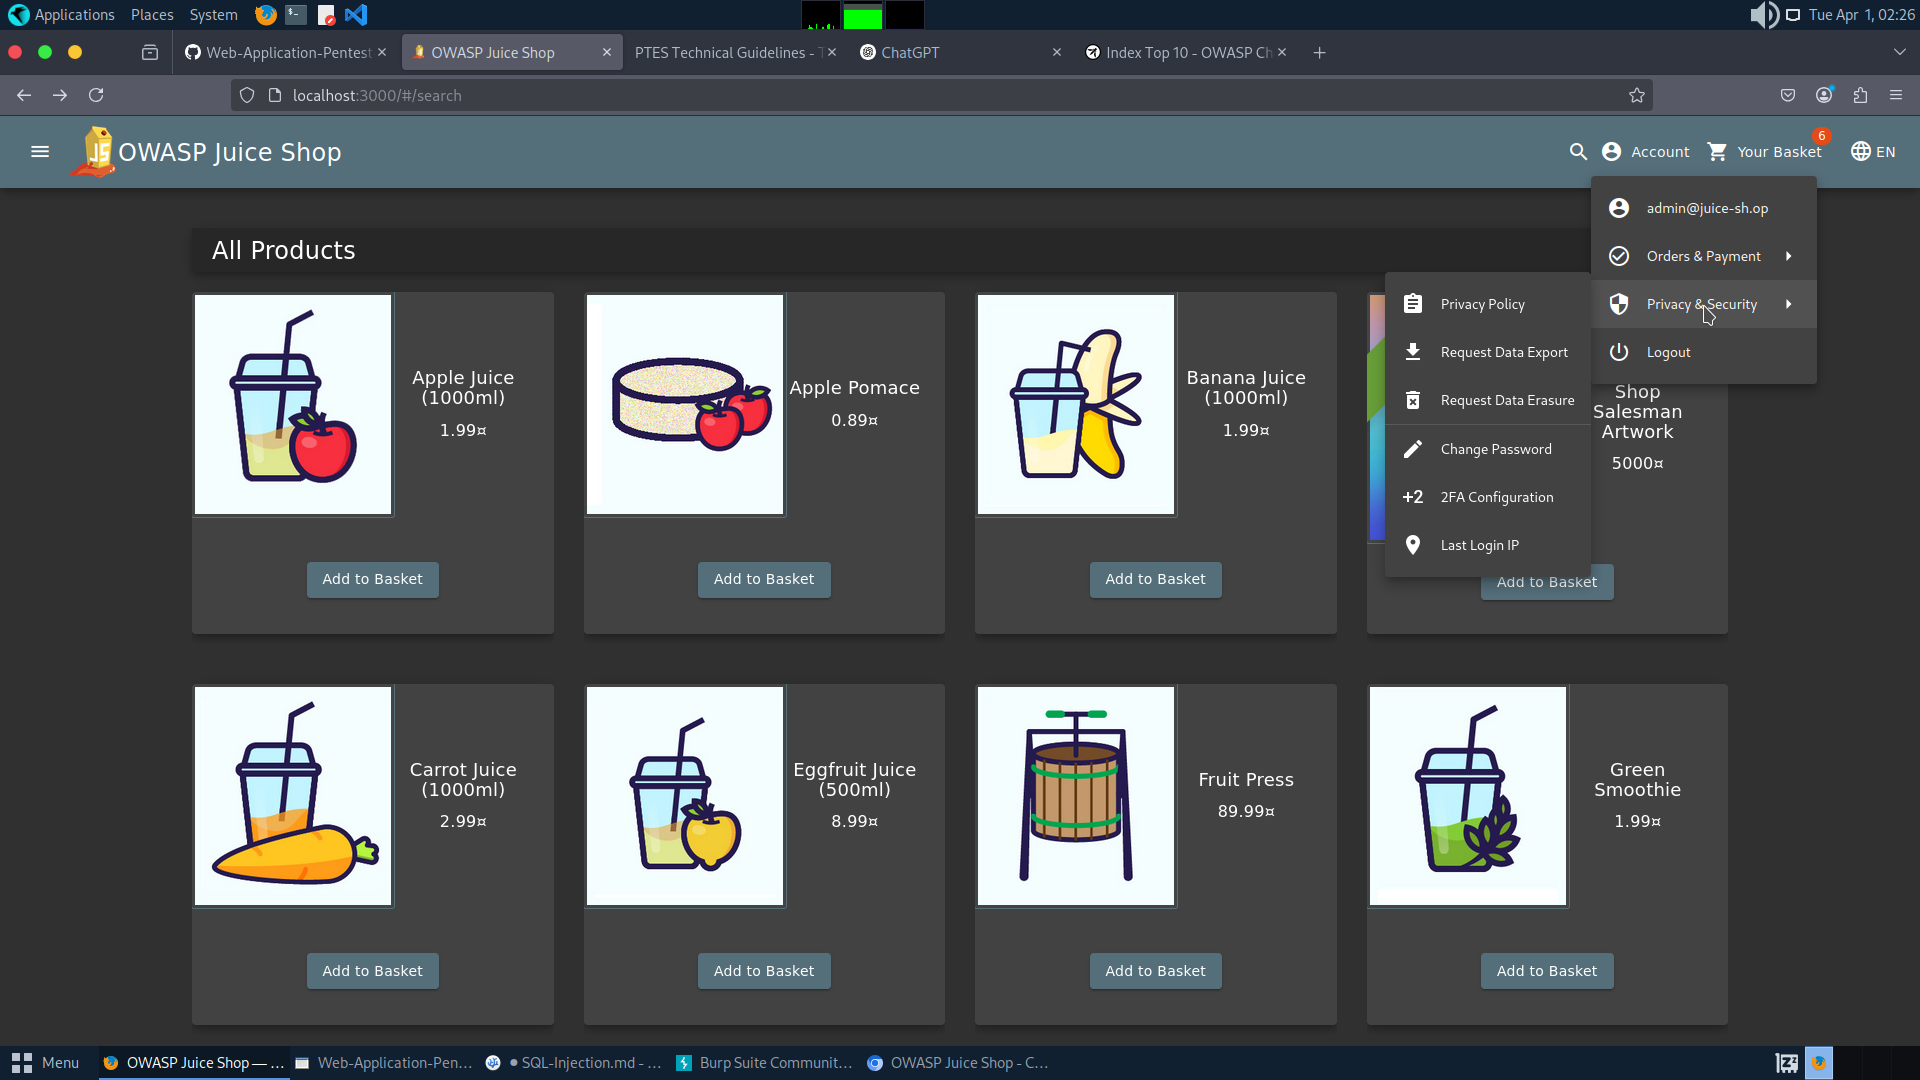 Applications Places System
Tue Apr 1, 02:26
Web-Application-Pentest
OWASP Juice Shop
PTES Technical Guidelines - T
ChatGPT
Index Top 10 - OWASP Ch
localhost:3000/#/search
OWASP Juice Shop
Account
Your Basket
6
EN
admin@juice-sh.op
Orders & Payment
Privacy & Security
Logout
Privacy Policy
Request Data Export
Request Data Erasure
Change Password
+2 2FA Configuration
Last Login IP
All Products
Apple Juice
(1000ml)
1.99¤
Add to Basket
Apple Pomace
0.89¤
Add to Basket
Banana Juice
(1000ml)
1.99¤
Add to Basket
Shop
Salesman
Artwork
5000¤
Add to Basket
Carrot Juice
(1000ml)
2.99¤
Add to Basket
Eggfruit Juice
(500ml)
8.99¤
Add to Basket
Fruit Press
89.99¤
Add to Basket
Green
Smoothie
1.99¤
Add to Basket
Menu
OWASP Juice Shop — ...
Web-Application-Pen...
● SQL-Injection.md - ...
Burp Suite Communit...
OWASP Juice Shop - C...